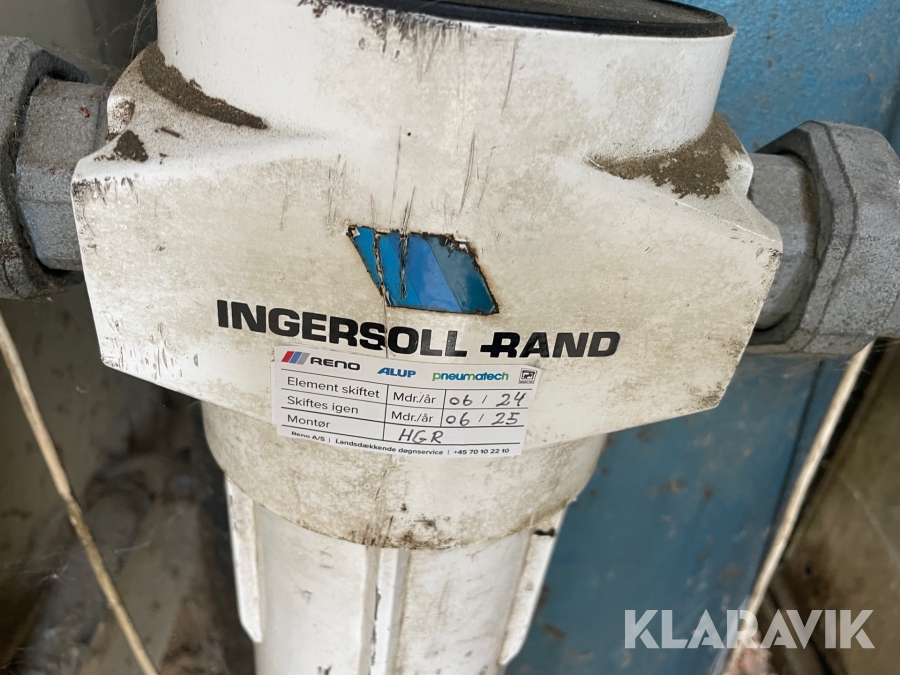 INGERSOLL-RAND
RENO ALUP pneumatech
Element skiftet Mdr./år 06 / 24
Skiftes igen Mdr./år 06 / 25
Montør HGR
Reno A/S | Landsdækkende døgnservice | +45 70 10 22 10
KLARAVIK